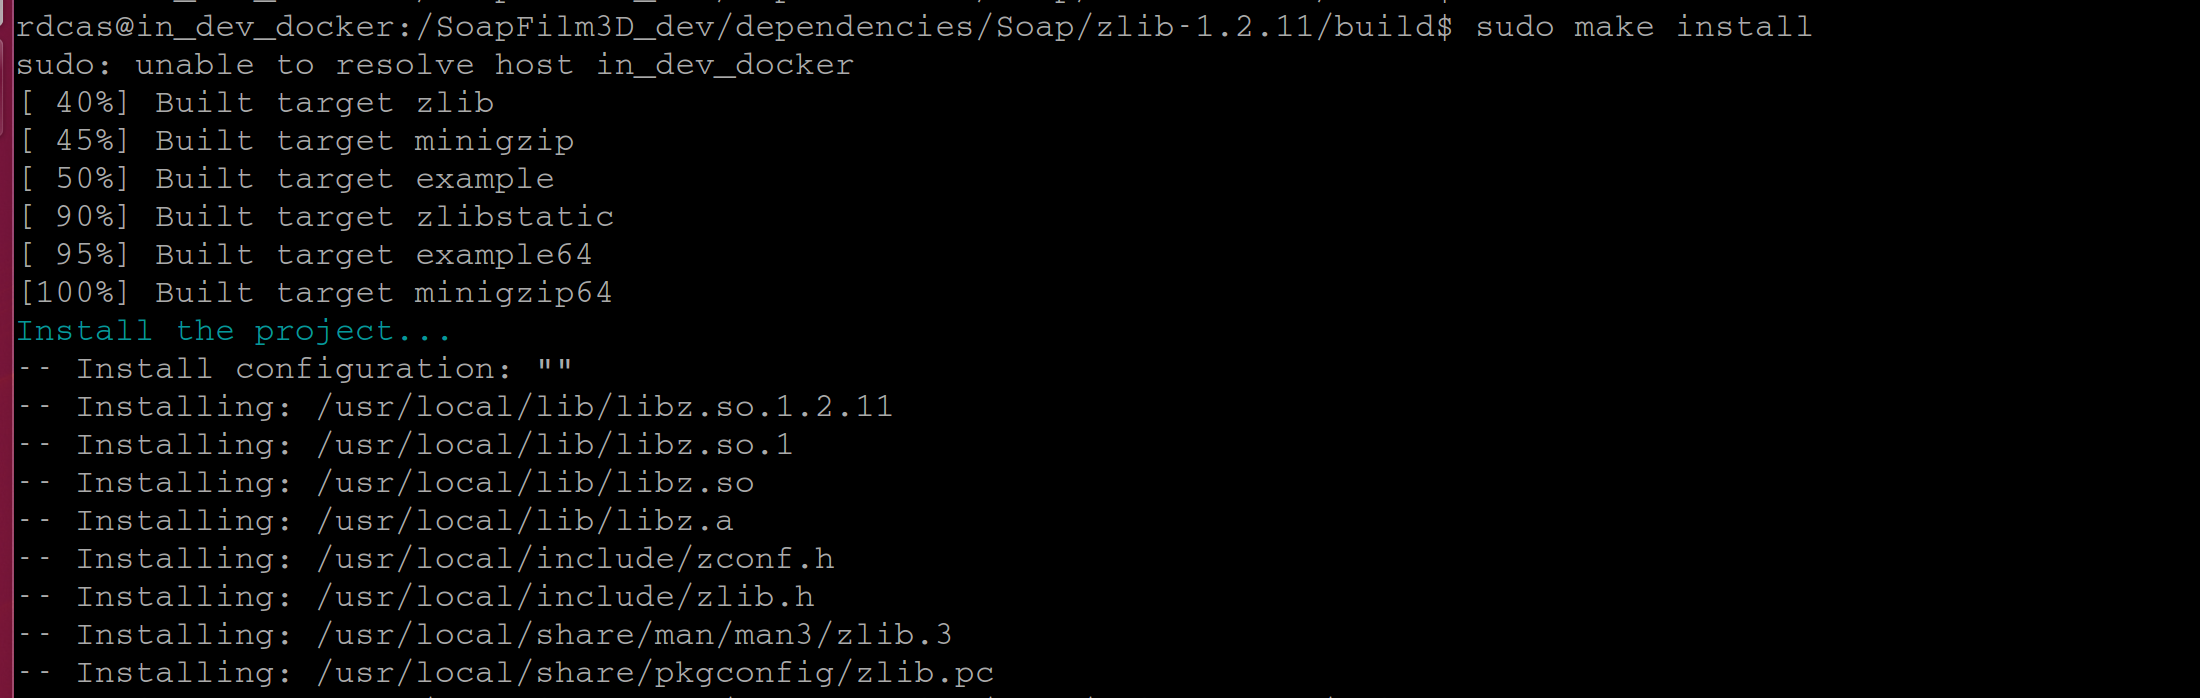 rdcas@in_dev_docker:/SoapFilm3D_dev/dependencies/Soap/zlib-1.2.11/build$ sudo make install
sudo: unable to resolve host in_dev_docker
[ 40%] Built target zlib
[ 45%] Built target minigzip
[ 50%] Built target example
[ 90%] Built target zlibstatic
[ 95%] Built target example64
[100%] Built target minigzip64
Install the project...
-- Install configuration: ""
-- Installing: /usr/local/lib/libz.so.1.2.11
-- Installing: /usr/local/lib/libz.so.1
-- Installing: /usr/local/lib/libz.so
-- Installing: /usr/local/lib/libz.a
-- Installing: /usr/local/include/zconf.h
-- Installing: /usr/local/include/zlib.h
-- Installing: /usr/local/share/man/man3/zlib.3
-- Installing: /usr/local/share/pkgconfig/zlib.pc